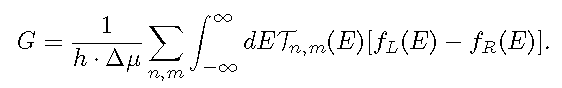 G = \frac{1}{h \cdot \Delta\mu} \sum_{n,m} \int_{-\infty}^{\infty} dE \mathcal{T}_{n,m}(E)[f_L(E) - f_R(E)].